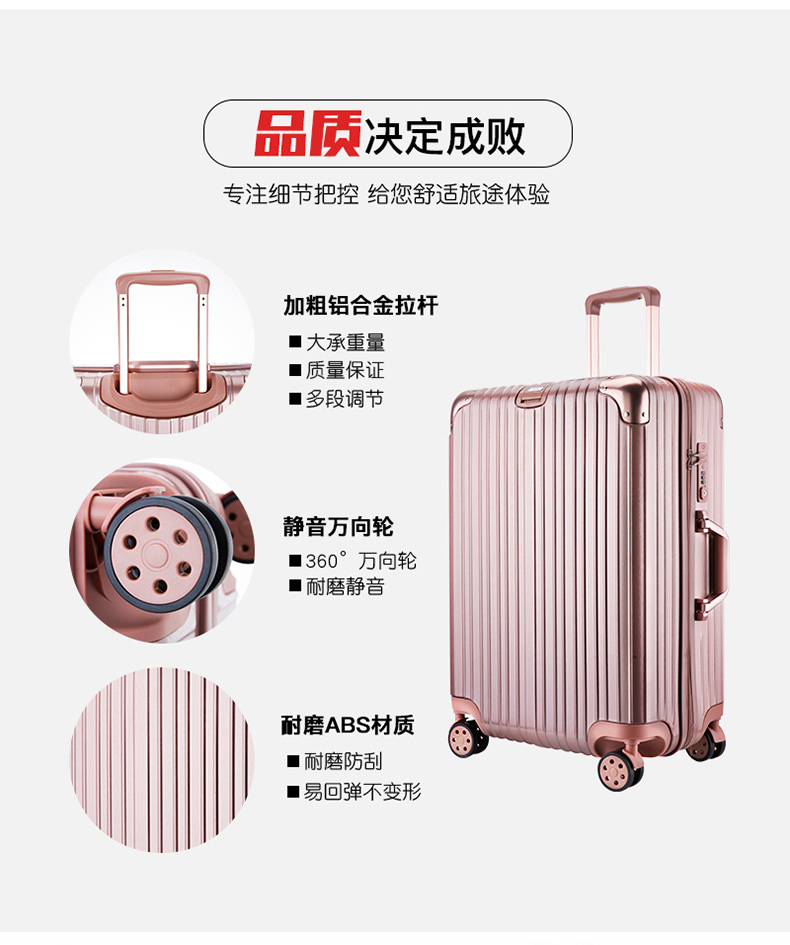 品质决定成败
专注细节把控 给您舒适旅途体验
加粗铝合金拉杆
■大承重量
■质量保证
■多段调节
静音万向轮
■360°万向轮
■耐磨静音
耐磨ABS材质
■耐磨防刮
■易回弹不变形